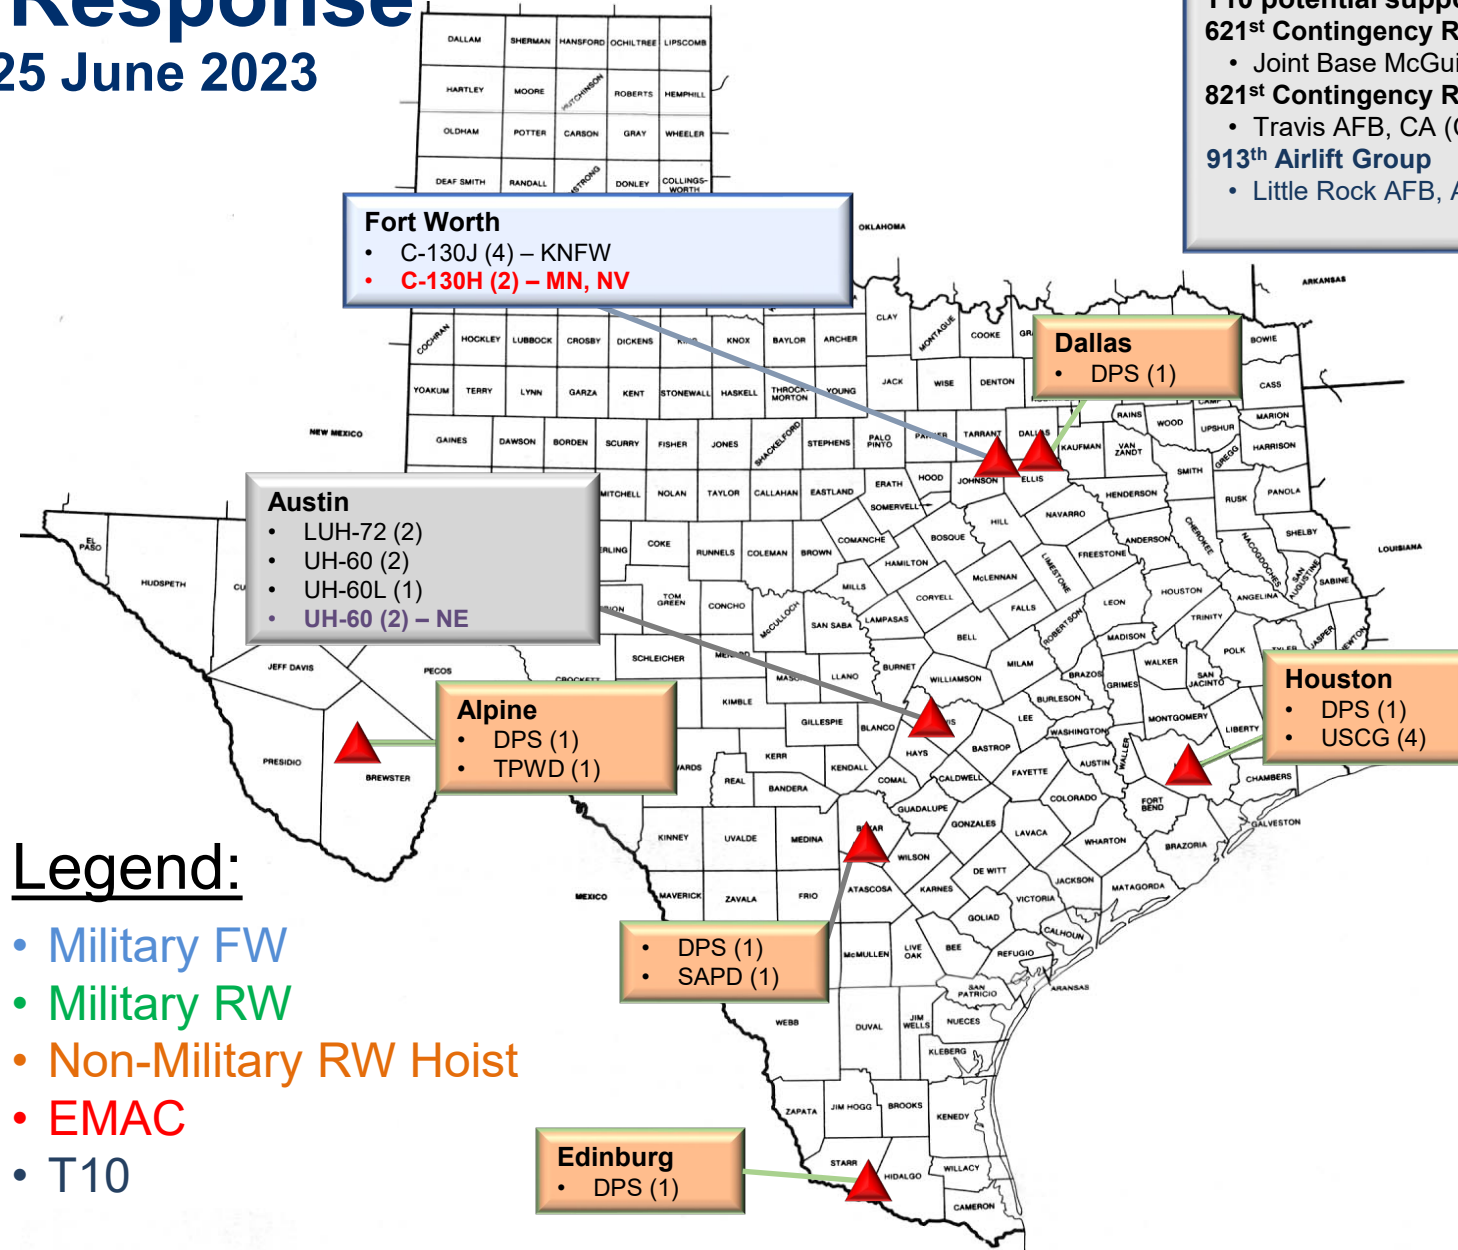 Response
25 June 2023
T10 potential
621st Contingency
• Joint Base
821st Contingency
• Travis AFB, CA
913th Airlift Group
• Little Rock AFB,
DALLAM SHERMAN HANSFORD OCHILTREE LIPSCOMB
HARTLEY MOORE HUTCHINSON ROBERTS HEMPHILL
OLDHAM POTTER CARSON GRAY WHEELER
DEAF SMITH RANDALL DONLEY COLLINGS-
WORTH
Fort Worth
• C-130J (4) – KNFW
• C-130H (2) – MN, NV
OKLAHOMA
ARKANSAS
CLAY MONTAGUE COOKE
COCHRAN HOCKLEY LUBBOCK CROSBY DICKENS KNOX BAYLOR ARCHER
BOWIE
Dallas
• DPS (1)
YOAKUM TERRY LYNN GARZA KENT STONEWALL HASKELL THROCK-
MORTON YOUNG JACK WISE DENTON
CASS
CAMP
RAINS WOOD UPSHUR MARION
NEW MEXICO
GAINES DAWSON BORDEN SCURRY FISHER JONES SHACKELFORD STEPHENS PALO
PINTO TARRANT KAUFMAN VAN
ZANDT GREGG HARRISON
SMITH
MITCHELL NOLAN TAYLOR CALLAHAN EASTLAND ERATH HOOD JOHNSON ELLIS HENDERSON RUSK PANOLA
SOMERVELL
Austin
• LUH-72 (2)
• UH-60 (2)
• UH-60L (1)
• UH-60 (2) – NE
EL
PASO
HUDSPETH
COKE RUNNELS COLEMAN BROWN COMANCHE BOSQUE HILL NAVARRO ANDERSON CHEROKEE NACOGDOCHES SHELBY
LOUISIANA
HAMILTON McLENNAN LIMESTONE FREESTONE SAN
AUGUSTINE SABINE
TOM
GREEN CONCHO McCULLOCH SAN SABA MILLS LAMPASAS CORYELL FALLS LEON HOUSTON ANGELINA
BELL ROBERTSON MADISON TRINITY JASPER NEWTON
SCHLEICHER MENARD MASON LLANO BURNET WILLIAMSON MILAM BRAZOS WALKER POLK TYLER
JEFF DAVIS PECOS CROCKETT
KIMBLE GILLESPIE BLANCO BURLESON GRIMES SAN
JACINTO
Houston
• DPS (1)
• USCG (4)
Alpine
• DPS (1)
• TPWD (1)
LEE WASHINGTON MONTGOMERY LIBERTY
HAYS BASTROP
PRESIDIO BREWSTER
KERR REAL BANDERA KENDALL COMAL CALDWELL FAYETTE AUSTIN WALLER CHAMBERS
GUADALUPE COLORADO FORT
BEND GALVESTON
KINNEY UVALDE MEDINA GONZALES LAVACA WHARTON BRAZORIA
WILSON DE WITT JACKSON MATAGORDA
MEXICO
MAVERICK ZAVALA FRIO ATASCOSA KARNES VICTORIA
GOLIAD CALHOUN
• DPS (1)
• SAPD (1)
McMULLEN LIVE
OAK BEE REFUGIO
SAN
PATRICIO ARANSAS
WEBB DUVAL JIM
WELLS NUECES
KLEBERG
ZAPATA JIM HOGG BROOKS KENEDY
Edinburg
• DPS (1)
STARR HIDALGO WILLACY
CAMERON
Legend:
• Military FW
• Military RW
• Non-Military RW Hoist
• EMAC
• T10